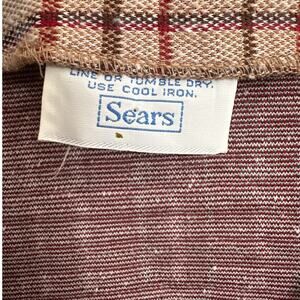 LINE OR TUMBLE DRY.
USE COOL IRON.
Sears